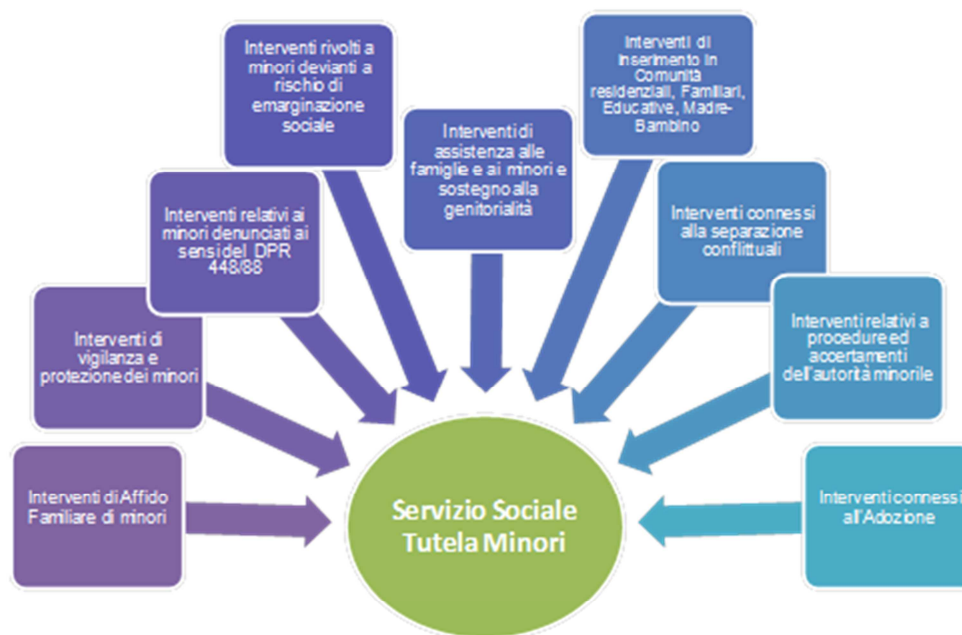 Interventi di Affido
Familiare di minori
Interventi di
vigilanza e
protezione dei minori
Interventi relativi ai
minori denunciati ai
sensi del DPR
448/88
Interventi rivolti a
minori devianti a
rischio di
emarginazione
sociale
Interventi di
assistenza alle
famiglie e ai minori e
sostegno alla
genitorialità
Interventi di
Inserimento in
Comunità
residenziali, Familiari,
Educative, Madre-
Bambino
Interventi connessi
alla separazione
conflittuali
Interventi relativi a
procedure ed
accertamenti
dell'autorità minorile
Interventi connessi
all'Adozione
Servizio Sociale
Tutela Minori